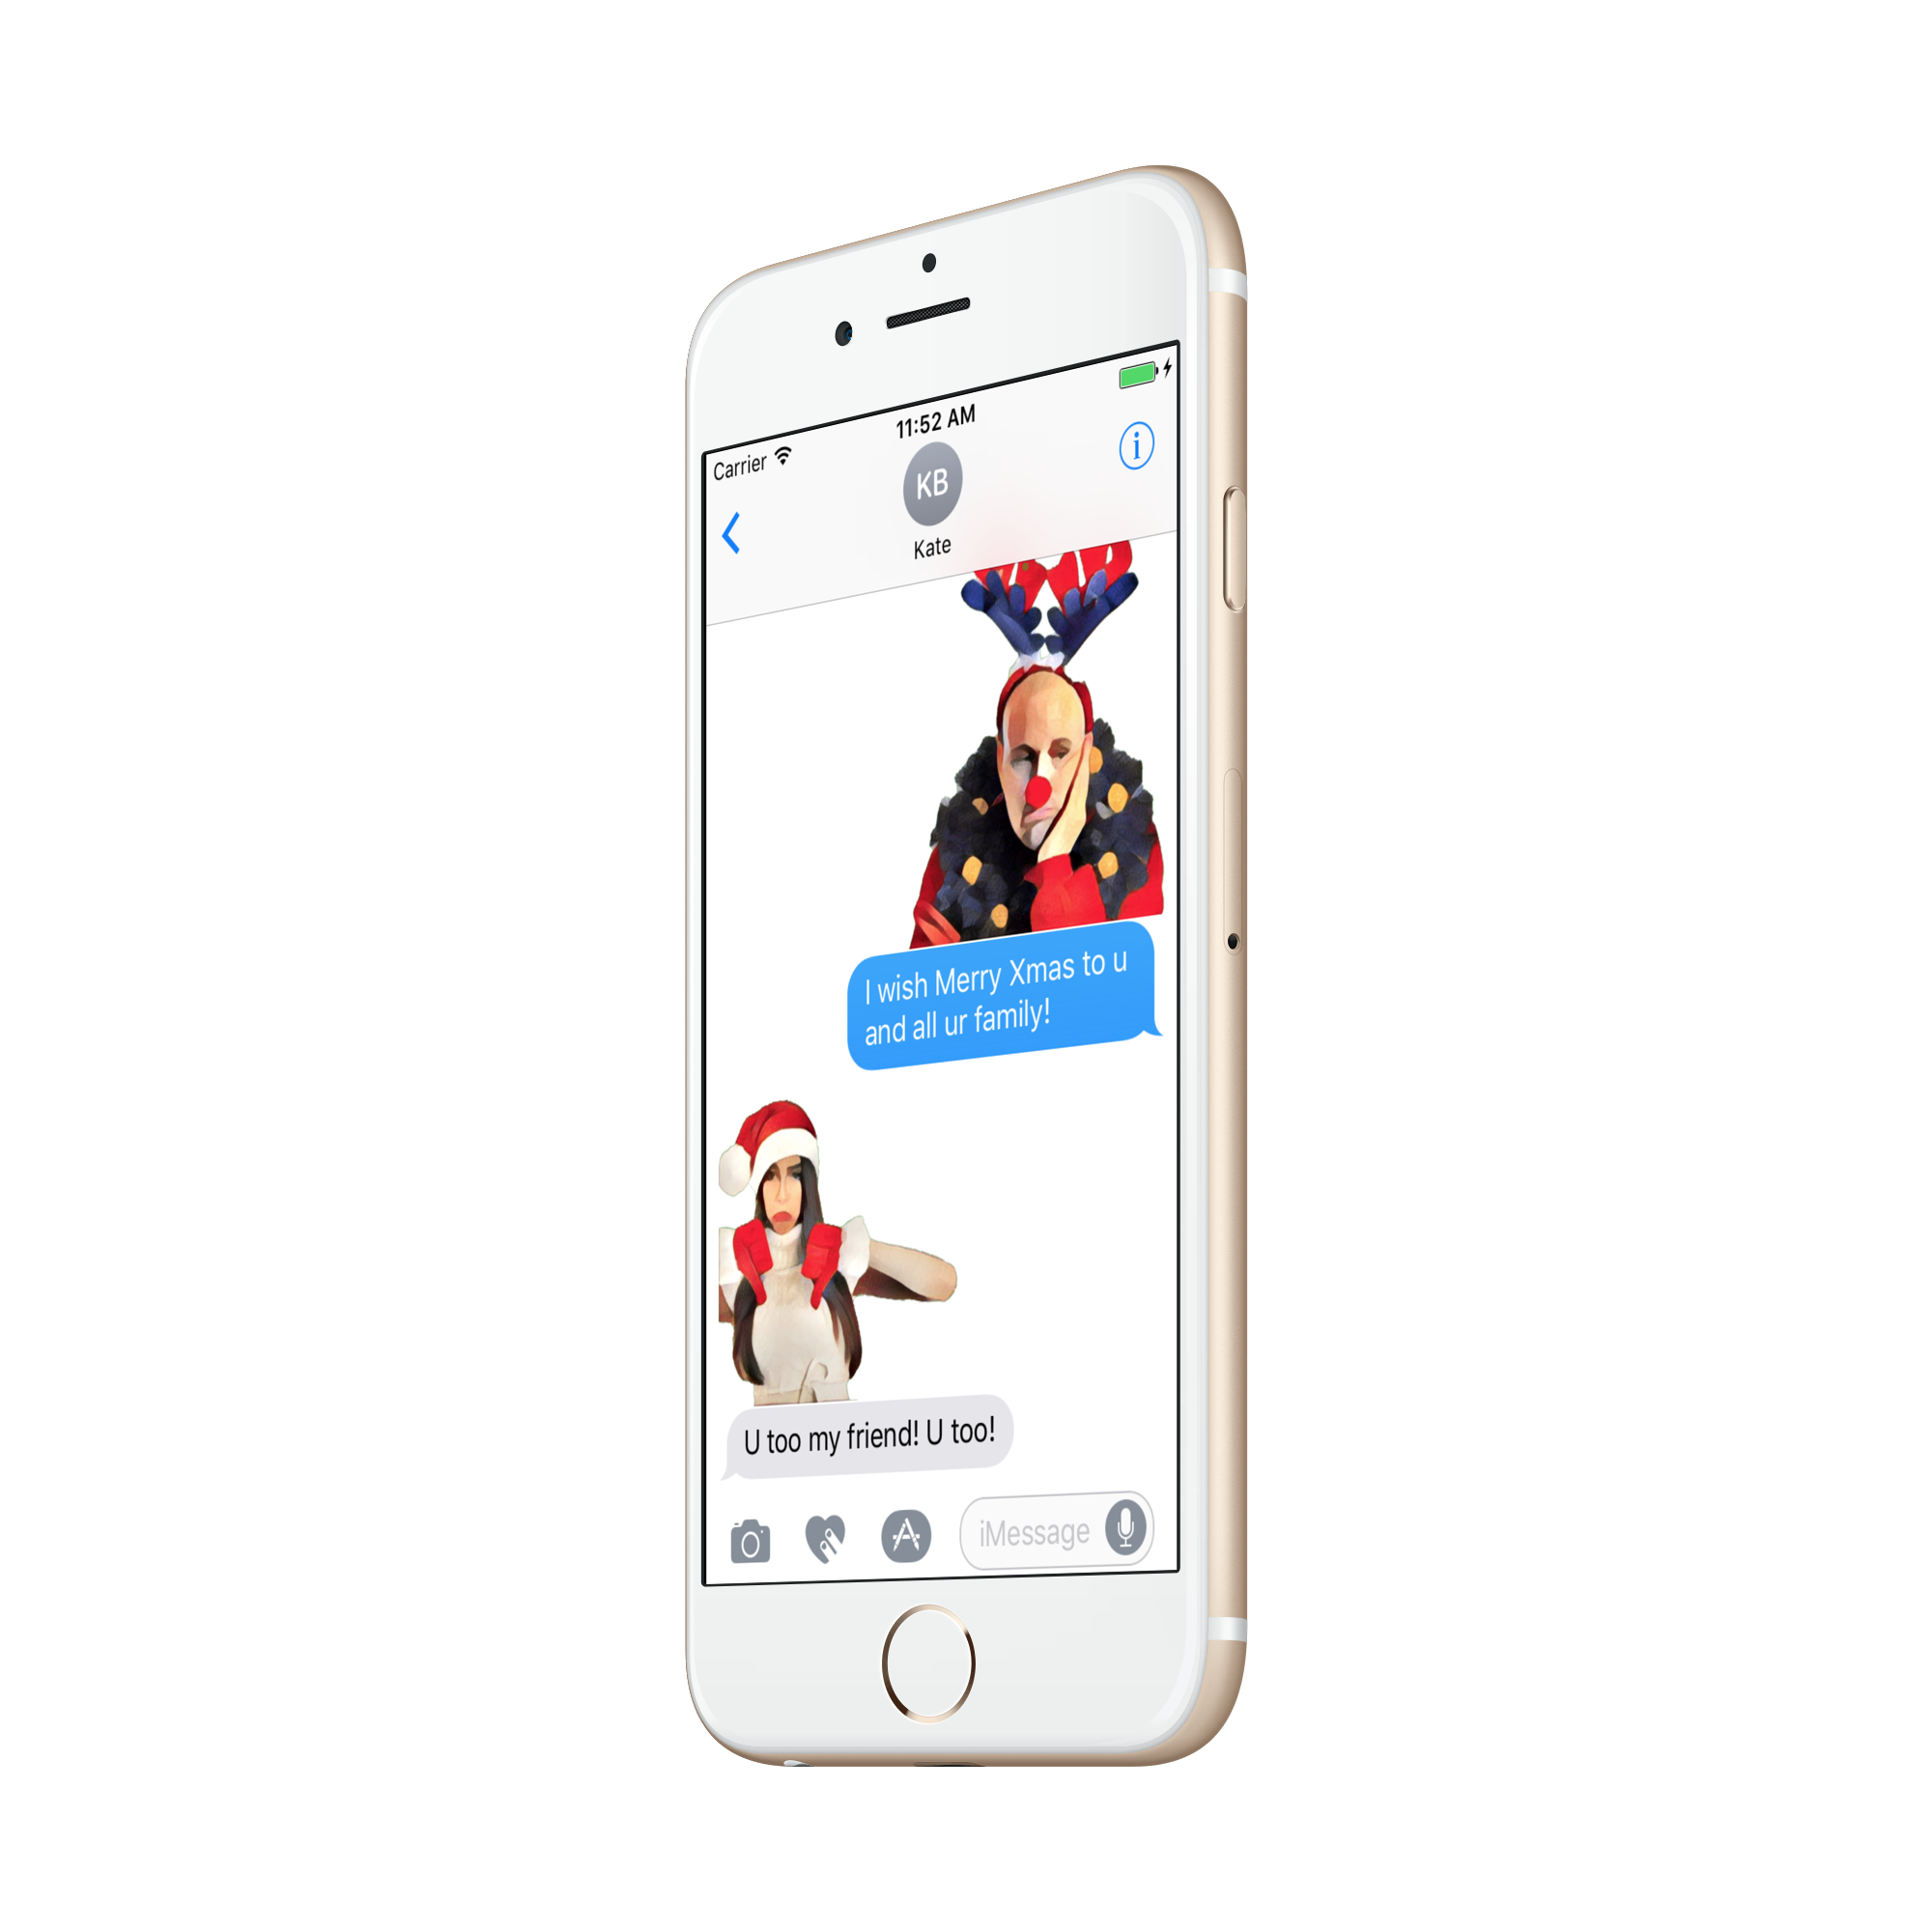 11:52 AM
Carrier
KB
Kate
I wish Merry Xmas to u
and all ur family!
U too my friend! U too!
iMessage